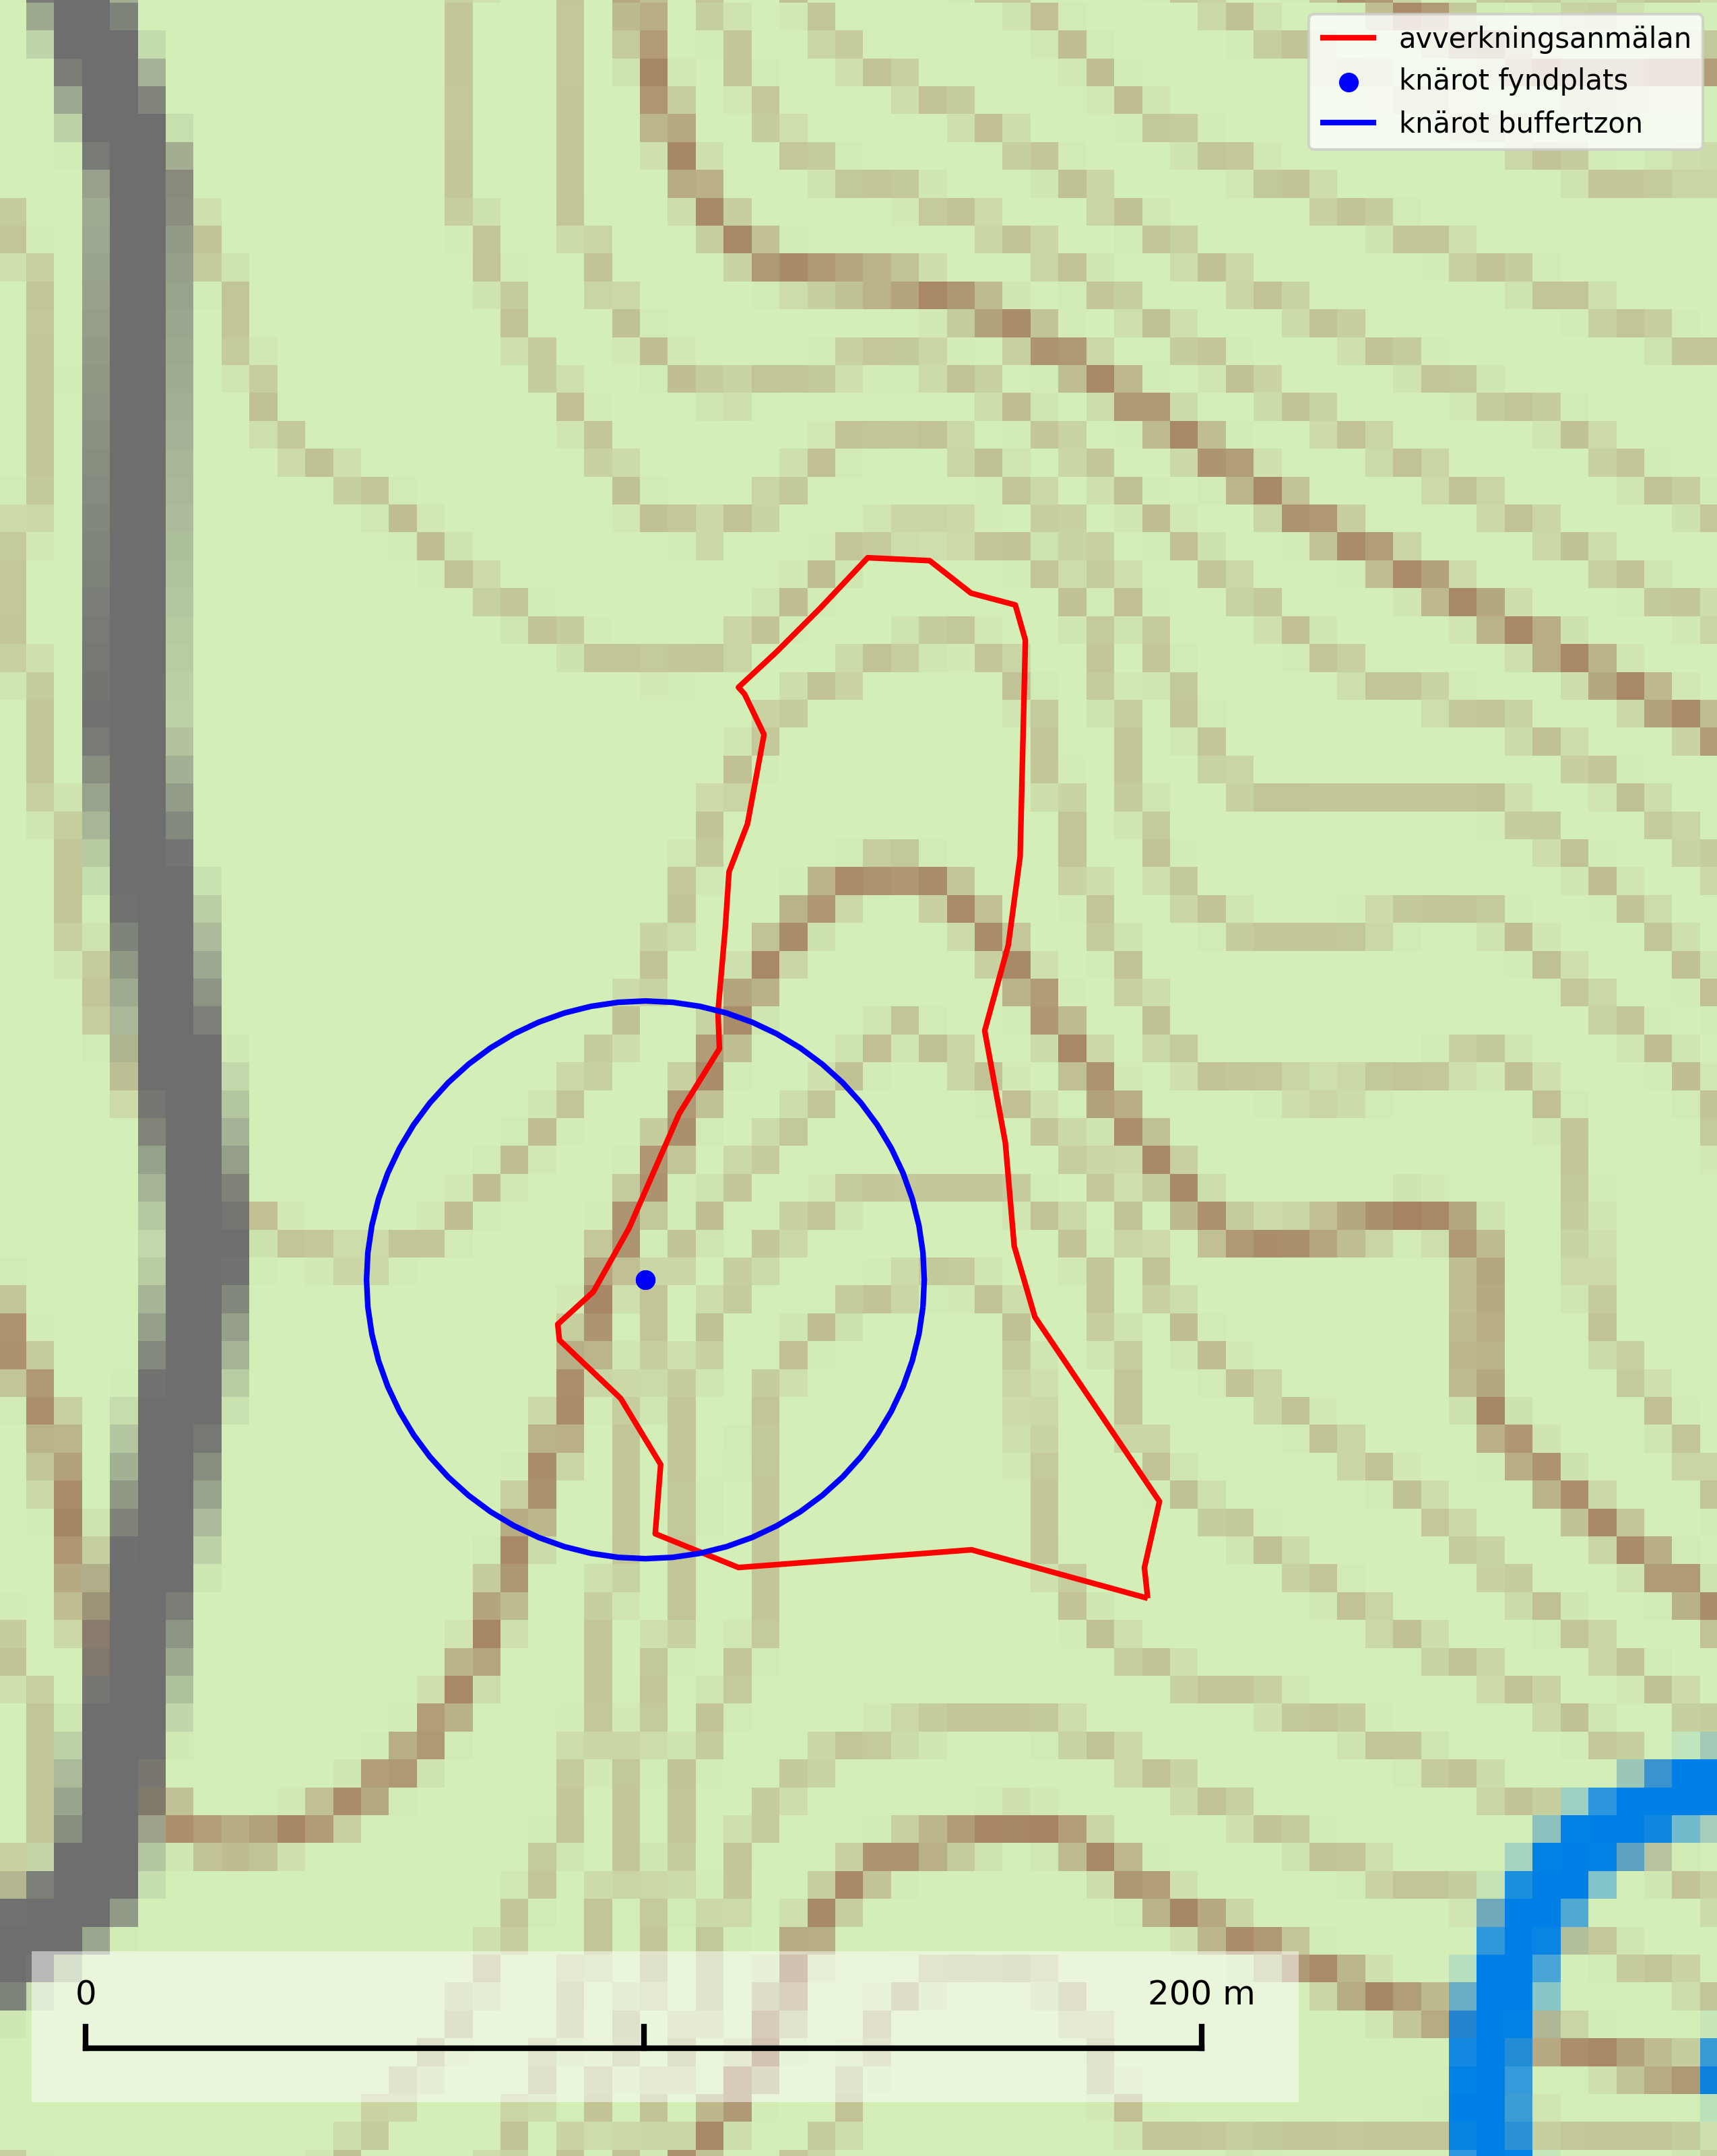 avverkningsanmälan
knärot fyndplats
knärot buffertzon
0 200 m